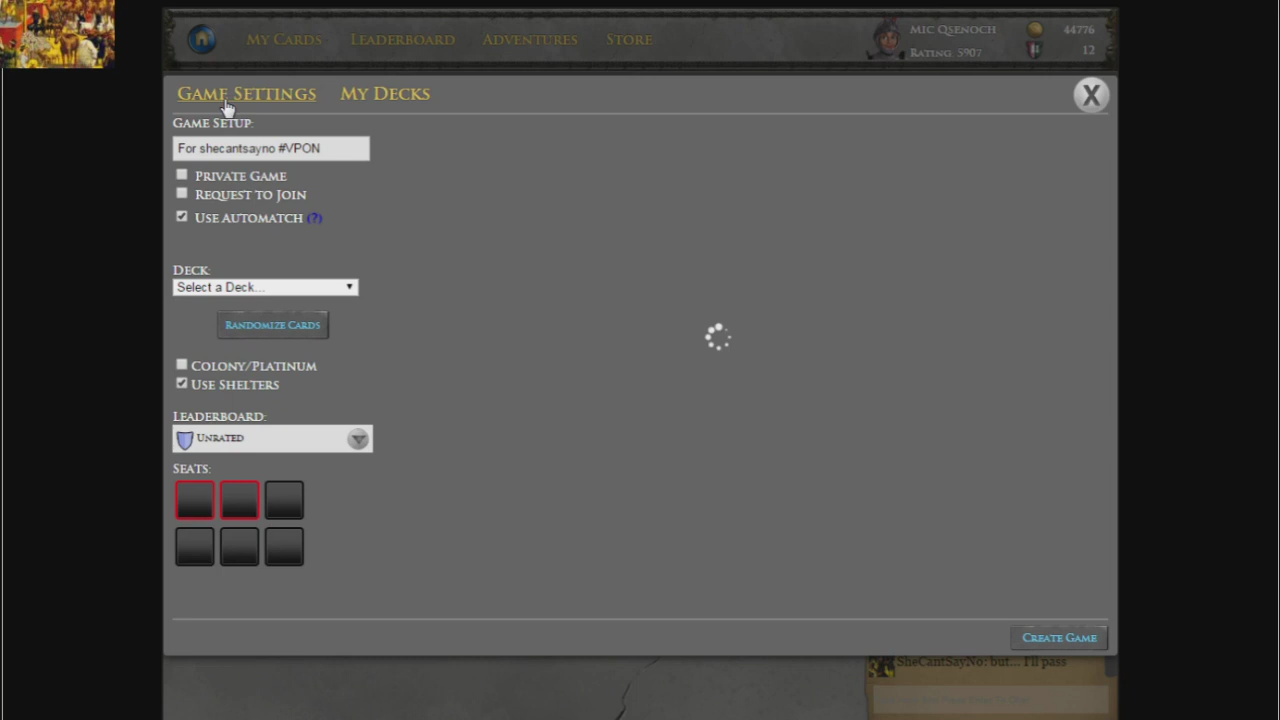 MY CARDS LEADERBOARD ADVENTURES STORE
MIC QSENOCH 44776
RATING: 5907 12
GAME SETTINGS MY DECKS X
GAME SETUP:
For shecantsayno #VPON
PRIVATE GAME
REQUEST TO JOIN
USE AUTOMATCH (?)
DECK:
Select a Deck...
RANDOMIZE CARDS
COLONY/PLATINUM
USE SHELTERS
LEADERBOARD:
UNRATED
SEATS:
CREATE GAME
SheCantSayNo: but... I'll pass